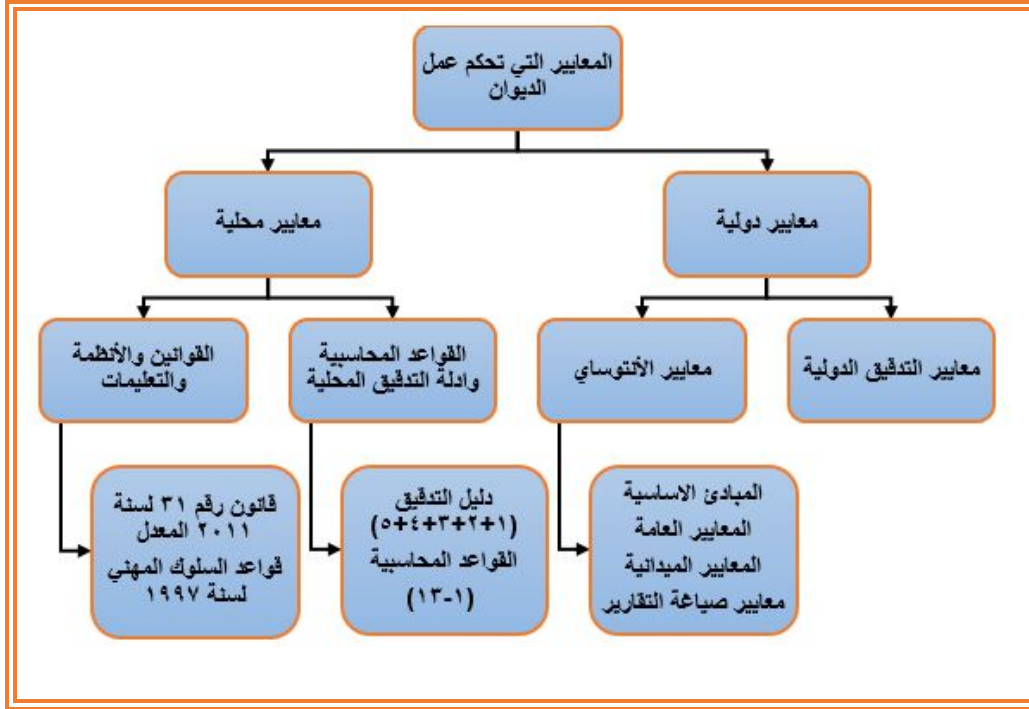 المعايير التي تحكم عمل
الديوان
معايير دولية
معايير محلية
معايير التدقيق الدولية
معايير الأنتوساي
القواعد المحاسبية
وادلة التدقيق المحلية
القوانين والأنظمة
والتعليمات
المبادئ الاساسية
المعايير العامة
المعايير الميدانية
معايير صياغة التقارير
دليل التدقيق
(١+٢+٣+٤+٥)
القواعد المحاسبية
(١-١٣)
قانون رقم ٣١ لسنة
٢٠١١ المعدل
قواعد السلوك المهني
لسنة ١٩٩٧